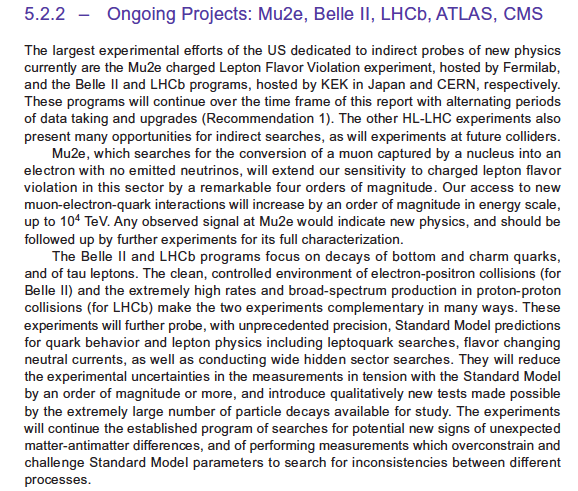 5.2.2 – Ongoing Projects: Mu2e, Belle II, LHCb, ATLAS, CMS
The largest experimental efforts of the US dedicated to indirect probes of new physics
currently are the Mu2e charged Lepton Flavor Violation experiment, hosted by Fermilab,
and the Belle II and LHCb programs, hosted by KEK in Japan and CERN, respectively.
These programs will continue over the time frame of this report with alternating periods
of data taking and upgrades (Recommendation 1). The other HL-LHC experiments also
present many opportunities for indirect searches, as will experiments at future colliders.
Mu2e, which searches for the conversion of a muon captured by a nucleus into an
electron with no emitted neutrinos, will extend our sensitivity to charged lepton flavor
violation in this sector by a remarkable four orders of magnitude. Our access to new
muon-electron-quark interactions will increase by an order of magnitude in energy scale,
up to 10⁴ TeV. Any observed signal at Mu2e would indicate new physics, and should be
followed up by further experiments for its full characterization.
The Belle II and LHCb programs focus on decays of bottom and charm quarks,
and of tau leptons. The clean, controlled environment of electron-positron collisions (for
Belle II) and the extremely high rates and broad-spectrum production in proton-proton
collisions (for LHCb) make the two experiments complementary in many ways. These
experiments will further probe, with unprecedented precision, Standard Model predictions
for quark behavior and lepton physics including leptoquark searches, flavor changing
neutral currents, as well as conducting wide hidden sector searches. They will reduce
the experimental uncertainties in the measurements in tension with the Standard Model
by an order of magnitude or more, and introduce qualitatively new tests made possible
by the extremely large number of particle decays available for study. The experiments
will continue the established program of searches for potential new signs of unexpected
matter-antimatter differences, and of performing measurements which overconstrain and
challenge Standard Model parameters to search for inconsistencies between different
processes.